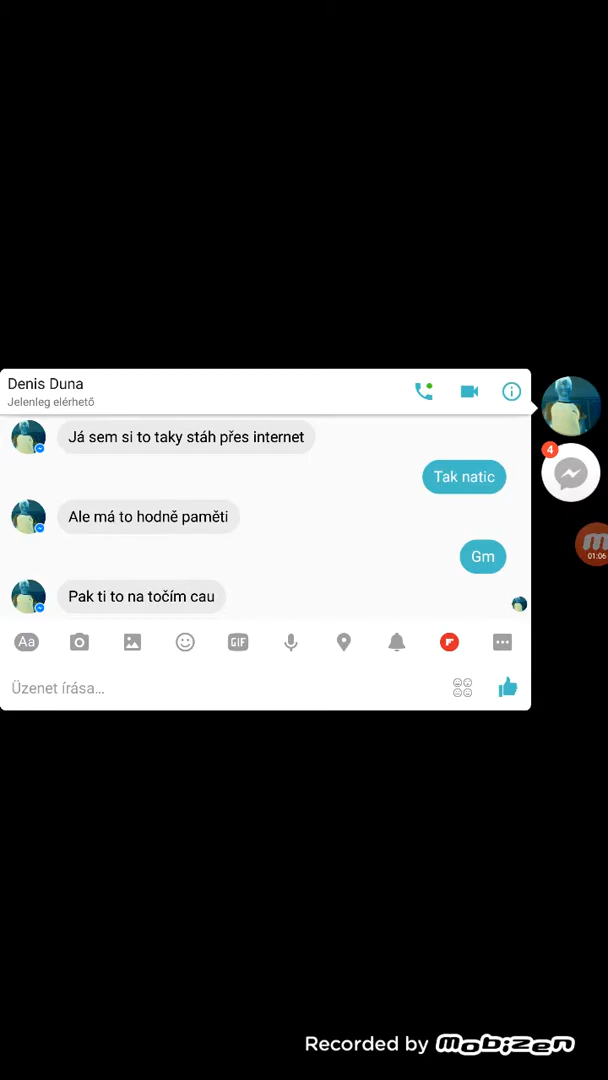 Denis Duna
Jelenleg elérhető
Já sem si to taky stáh přes internet
Tak natic
4
Ale má to hodně paměti
Gm
01:06
Pak ti to na točím cau
Aa
GIF
Üzenet írása...
Recorded by mobizen